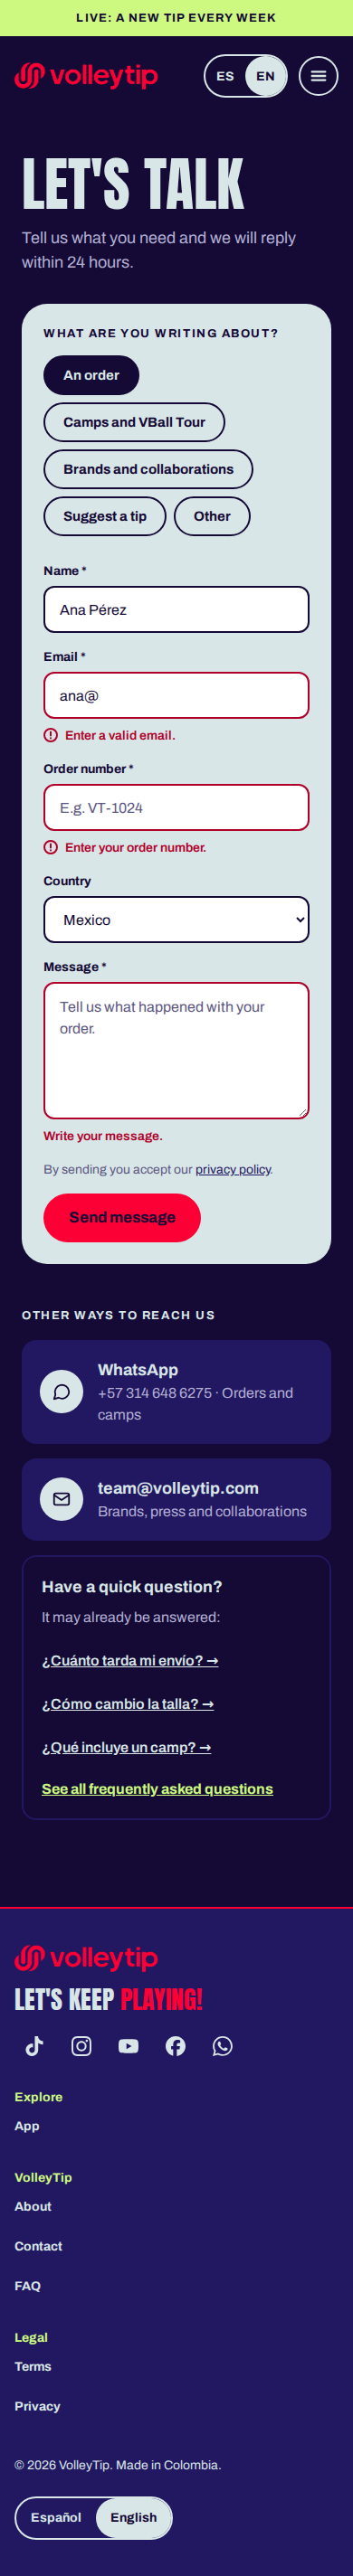 LIVE: A NEW TIP EVERY WEEK
volleytip
ES EN
LET'S TALK
Tell us what you need and we will reply
within 24 hours.
WHAT ARE YOU WRITING ABOUT?
An order
Camps and VBall Tour
Brands and collaborations
Suggest a tip Other
Name *
Ana Pérez
Email *
ana@
Enter a valid email.
Order number *
E.g. VT-1024
Enter your order number.
Country
Mexico
Message *
Tell us what happened with your
order.
Write your message.
By sending you accept our privacy policy.
Send message
OTHER WAYS TO REACH US
WhatsApp
+57 314 648 6275 · Orders and
camps
team@volleytip.com
Brands, press and collaborations
Have a quick question?
It may already be answered:
¿Cuánto tarda mi envío? →
¿Cómo cambio la talla? →
¿Qué incluye un camp? →
See all frequently asked questions
volleytip
LET'S KEEP PLAYING!
Explore
App
VolleyTip
About
Contact
FAQ
Legal
Terms
Privacy
© 2026 VolleyTip. Made in Colombia.
Español English